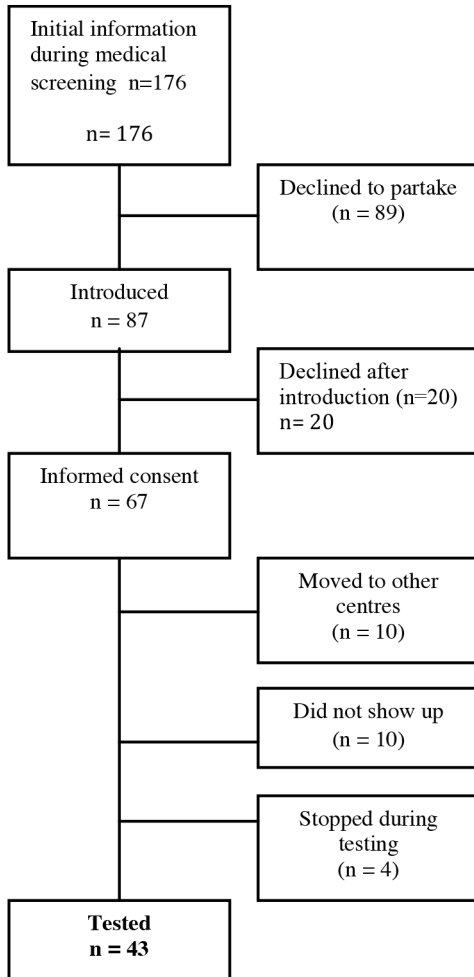 Initial information
during medical
screening n=176
n= 176
Declined to partake
(n = 89)
Introduced
n = 87
Declined after
introduction (n=20)
n= 20
Informed consent
n = 67
Moved to other
centres
(n = 10)
Did not show up
(n = 10)
Stopped during
testing
(n = 4)
Tested
n = 43